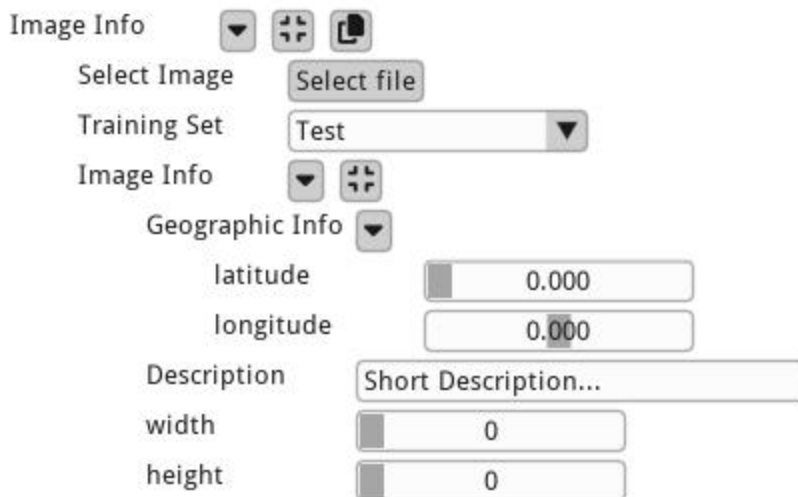 Image Info
Select Image Select file
Training Set Test
Image Info
Geographic Info
latitude 0.000
longitude 0.000
Description Short Description...
width 0
height 0